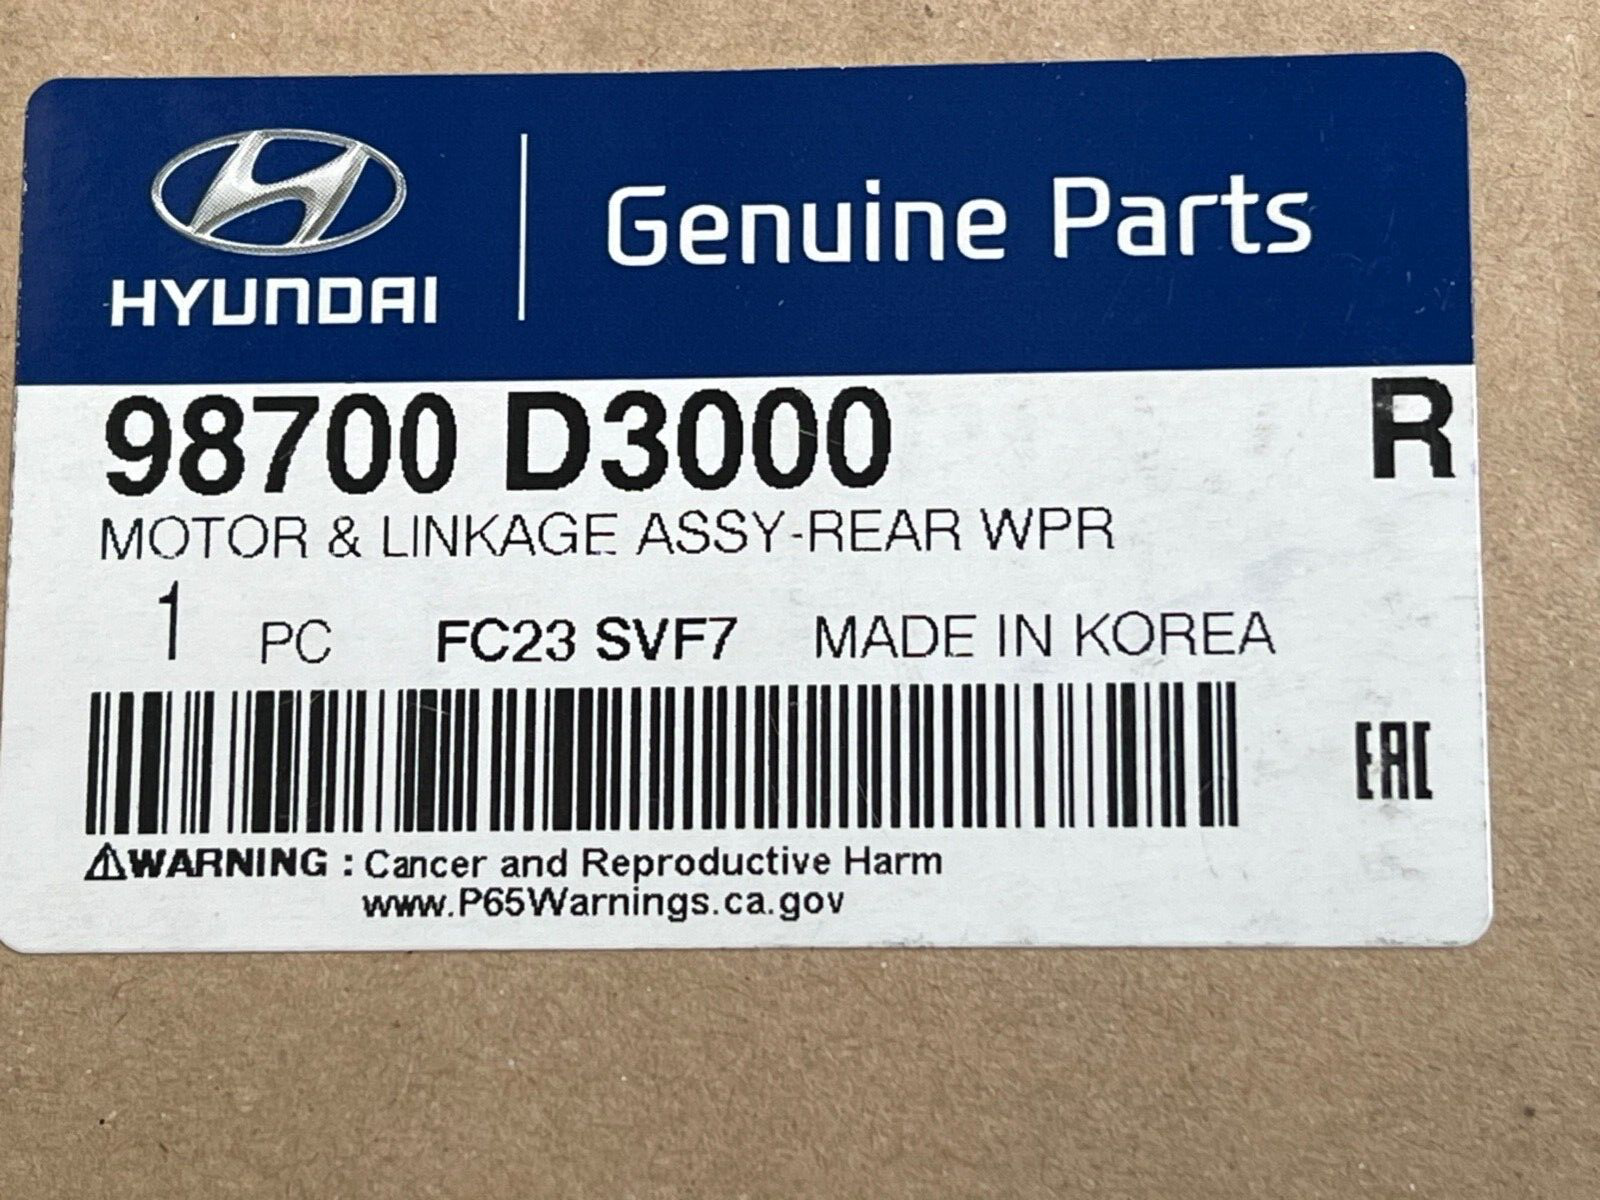 HYUNDAI
Genuine Parts
98700 D3000 R
MOTOR & LINKAGE ASSY-REAR WPR
1 PC FC23 SVF7 MADE IN KOREA
EAC
⚠WARNING : Cancer and Reproductive Harm
www.P65Warnings.ca.gov